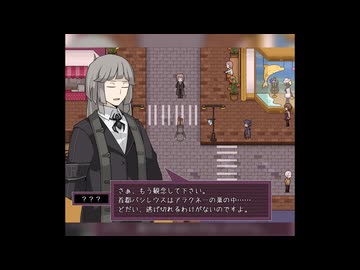 ???
さぁ、もう観念して下さい。
首都バシレウスはアラクネーの巣の中……
どだい、逃げ切れるわけがないのですよ。